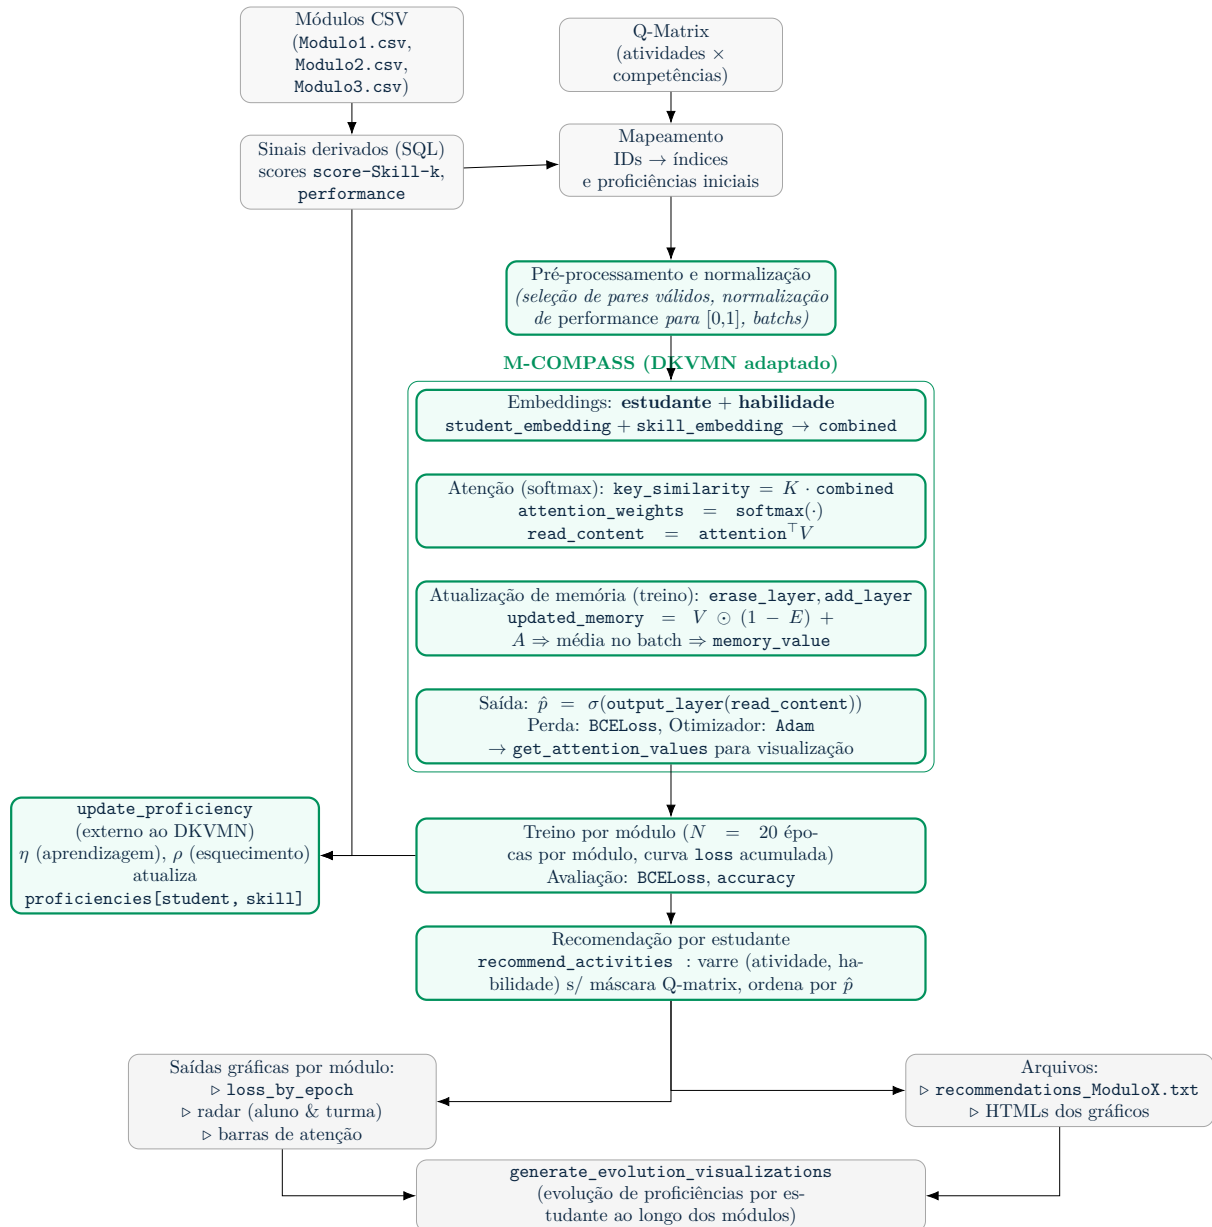 Módulos CSV
(Modulo1.csv,
Modulo2.csv,
Modulo3.csv)
Q-Matrix
(atividades ×
competências)
Sinais derivados (SQL)
scores score-Skill-k,
performance
Mapeamento
IDs → índices
e proficiências iniciais
Pré-processamento e normalização
(seleção de pares válidos, normalização
de performance para [0,1], batchs)
M-COMPASS (DKVMN adaptado)
Embeddings: estudante + habilidade
student_embedding + skill_embedding → combined
Atenção (softmax): key_similarity = K · combined
attention_weights = softmax(·)
read_content = attention⊤V
Atualização de memória (treino): erase_layer, add_layer
updated_memory = V ⊙ (1 − E) +
A ⇒ média no batch ⇒ memory_value
Saída: p̂ = σ(output_layer(read_content))
Perda: BCELoss, Otimizador: Adam
→ get_attention_values para visualização
update_proficiency
(externo ao DKVMN)
η (aprendizagem), ρ (esquecimento)
atualiza
proficiencies[student, skill]
Treino por módulo (N = 20 épo-
cas por módulo, curva loss acumulada)
Avaliação: BCELoss, accuracy
Recomendação por estudante
recommend_activities : varre (atividade, ha-
bilidade) s/ máscara Q-matrix, ordena por p̂
Saídas gráficas por módulo:
▷ loss_by_epoch
▷ radar (aluno & turma)
▷ barras de atenção
Arquivos:
▷ recommendations_ModuloX.txt
▷ HTMLs dos gráficos
generate_evolution_visualizations
(evolução de proficiências por es-
tudante ao longo dos módulos)